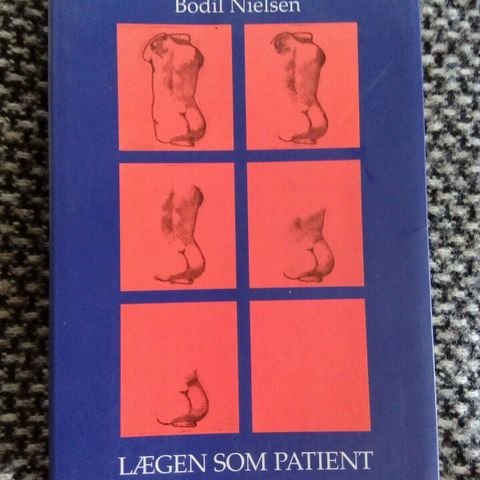 Bodil Nielsen
LÆGEN SOM PATIENT